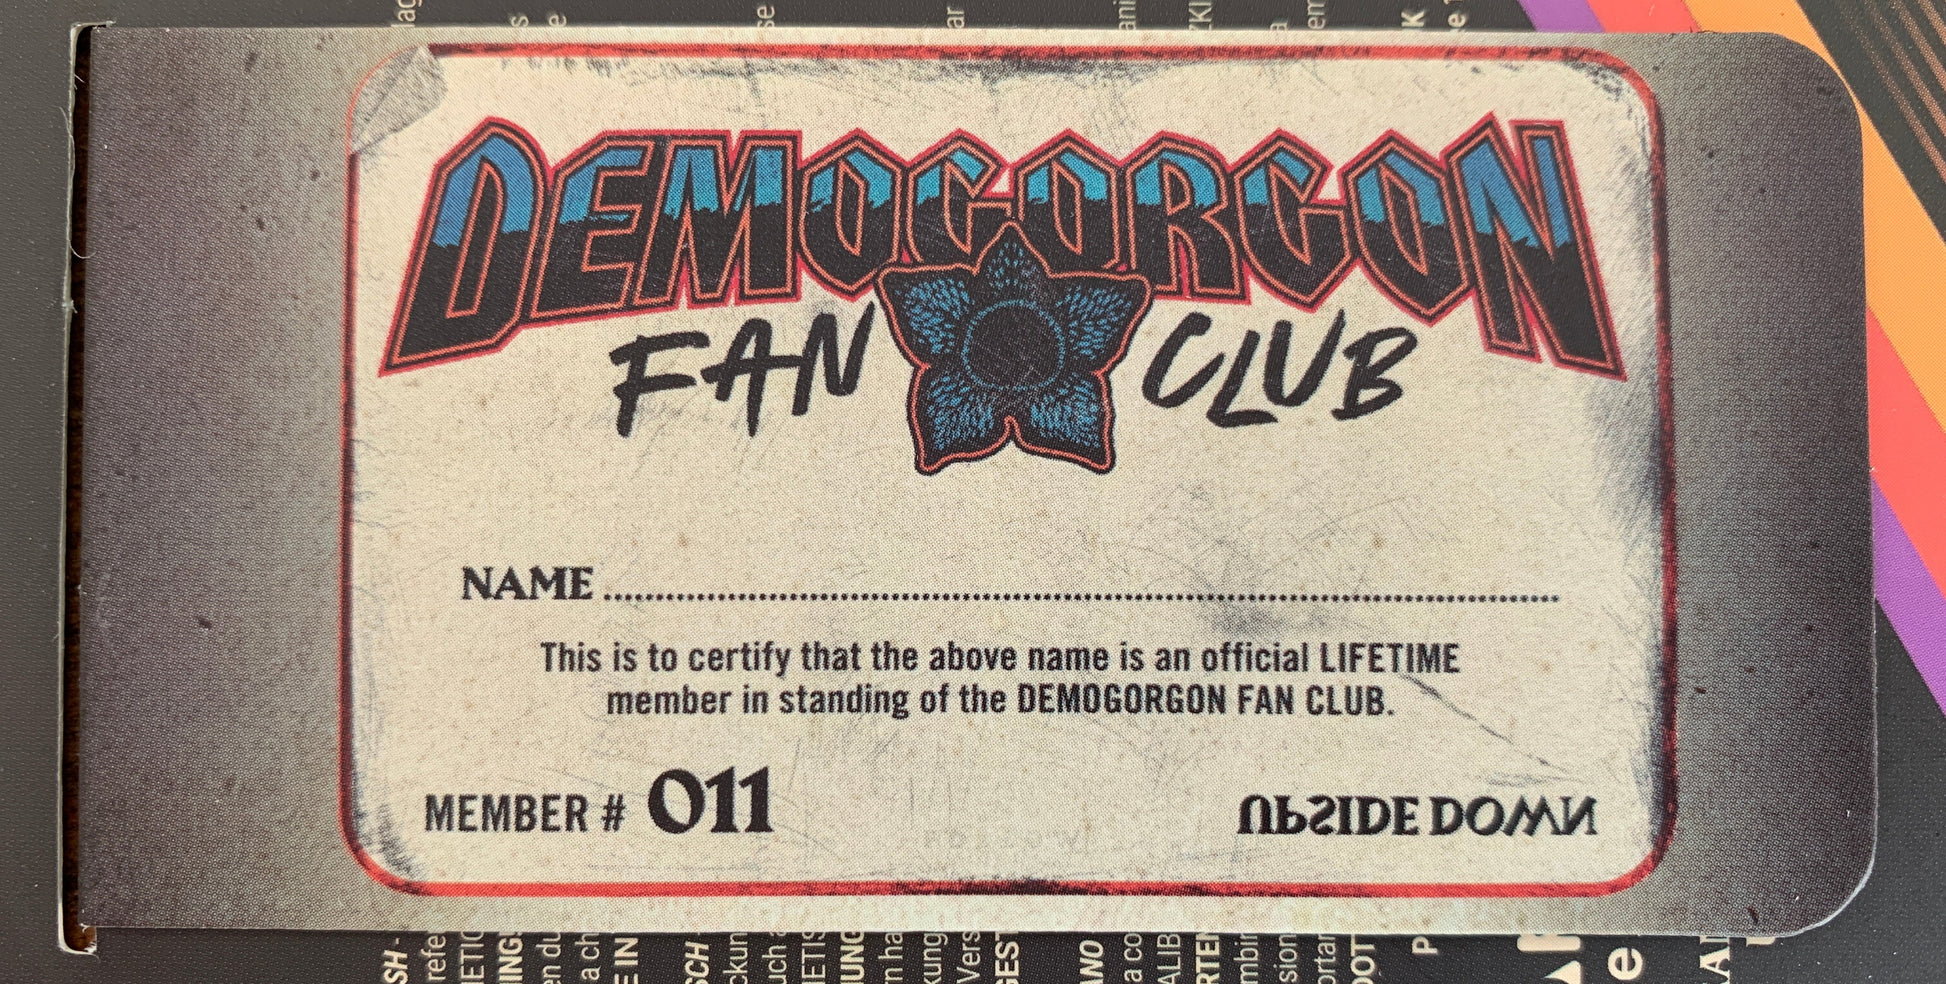 DEMOGORGON
FAN CLUB
NAME
This is to certify that the above name is an official LIFETIME
member in standing of the DEMOGORGON FAN CLUB.
MEMBER # 011
UPSIDE DOWN